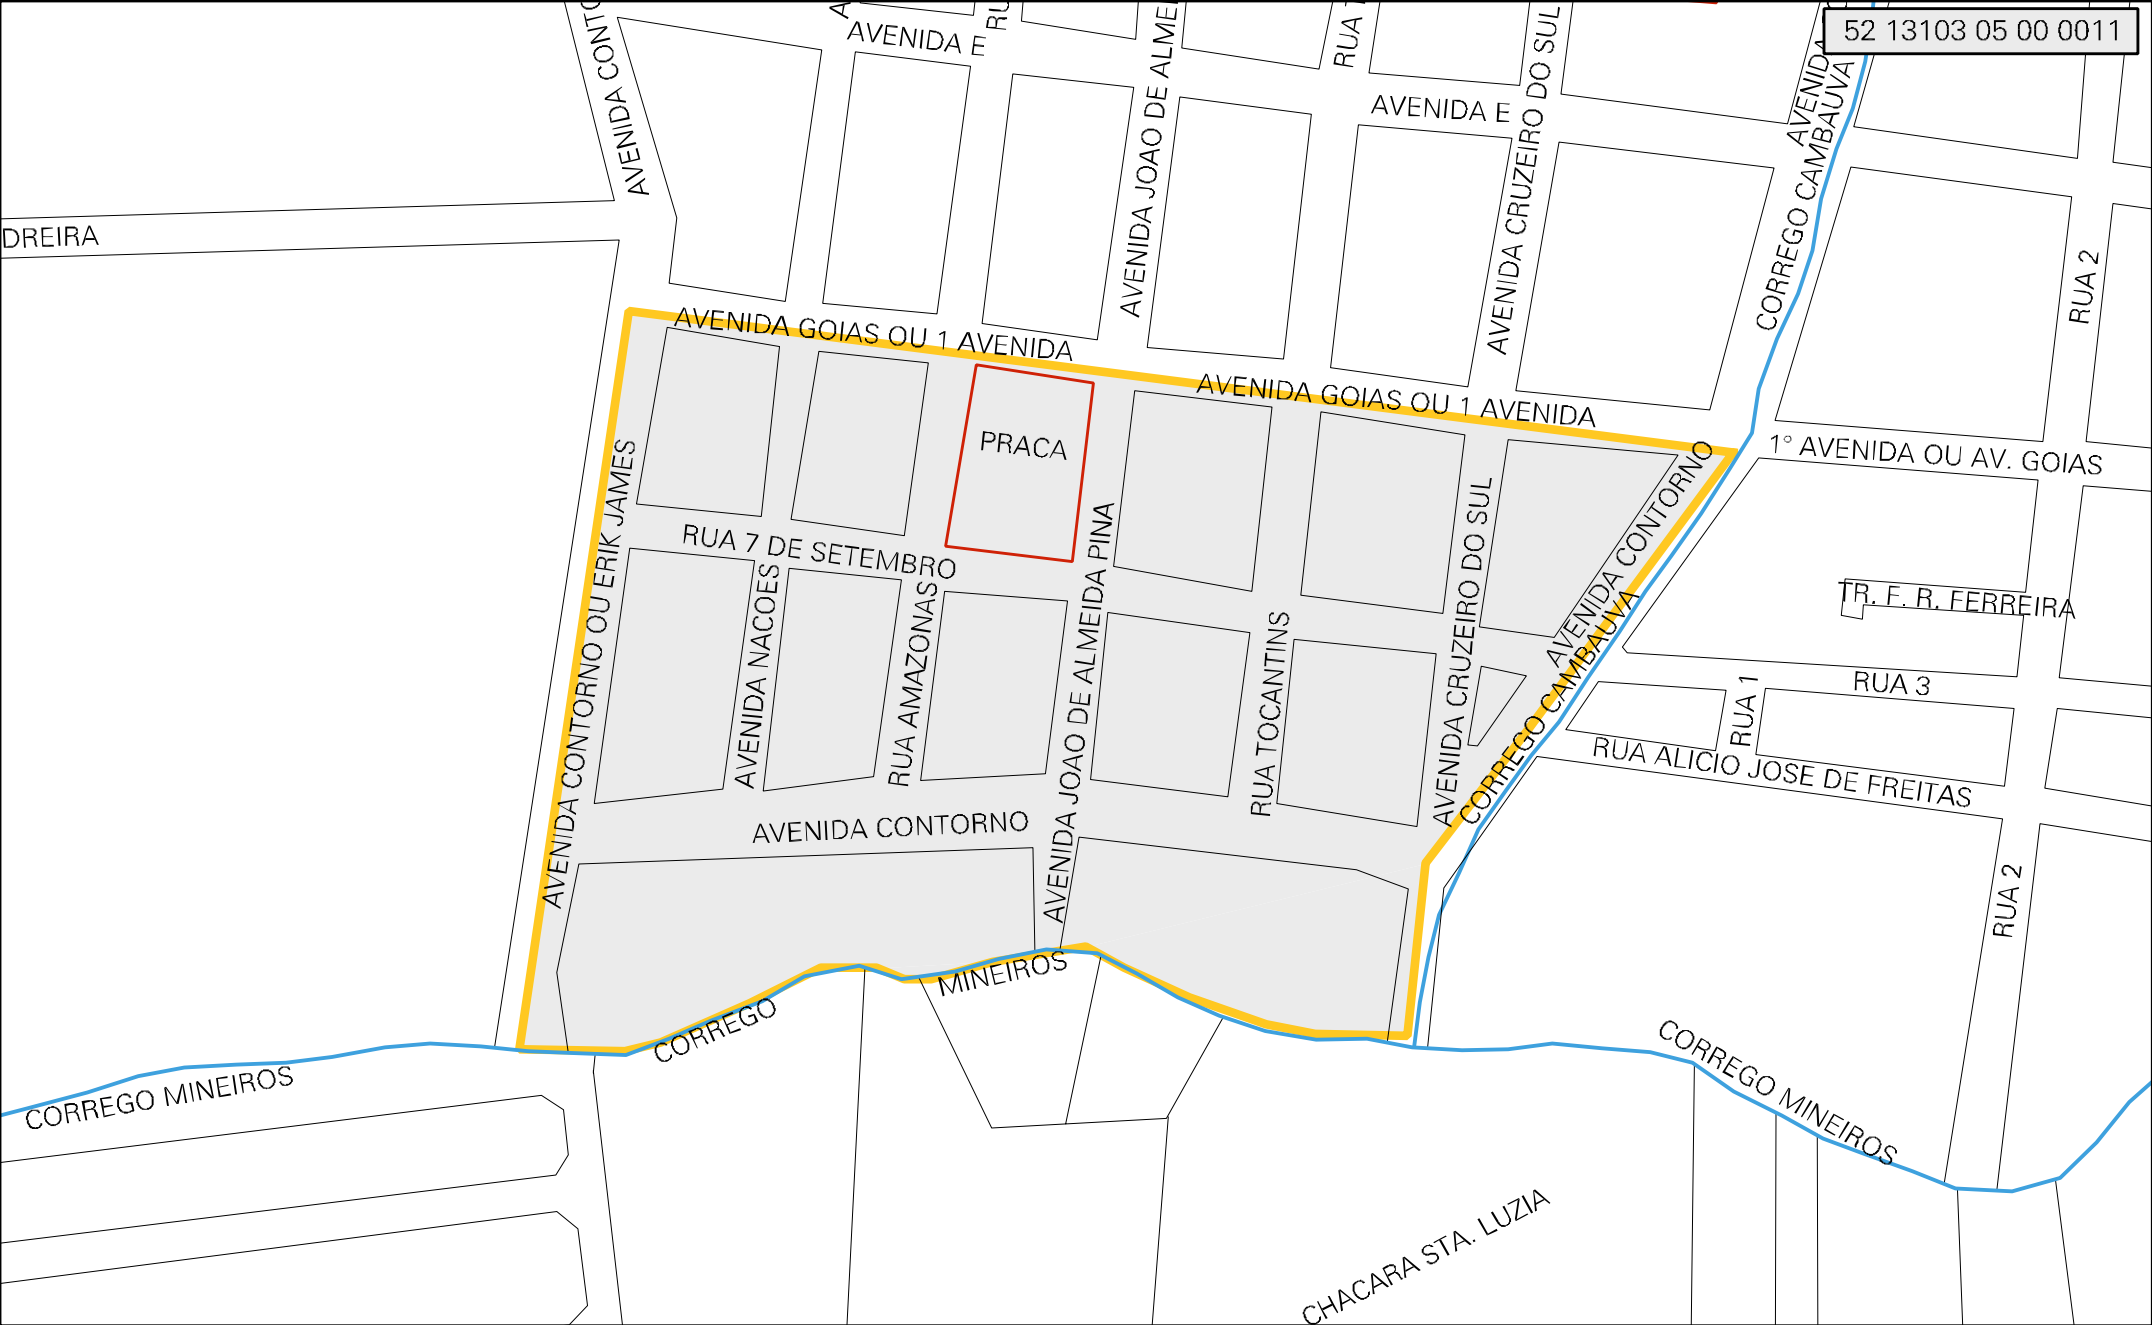 52 13103 05 00 0011
AVENIDA E
AVENIDA CONTO
AVENIDA JOAO DE ALMEI
AVENIDA E
AVENIDA CRUZEIRO DO SUL
AVENIDA
CORREGO CAMBAUVA
DREIRA
RUA 2
AVENIDA GOIAS OU 1 AVENIDA
AVENIDA GOIAS OU 1 AVENIDA
1° AVENIDA OU AV. GOIAS
PRACA
AVENIDA CONTORNO OU ERIK JAMES
RUA 7 DE SETEMBRO
AVENIDA NACOES
RUA AMAZONAS
AVENIDA JOAO DE ALMEIDA PINA
RUA TOCANTINS
AVENIDA CRUZEIRO DO SUL
AVENIDA CONTORNO
CORREGO CAMBAUVA
TR. F. R. FERREIRA
RUA 3
RUA 1
RUA ALICIO JOSE DE FREITAS
AVENIDA CONTORNO
RUA 2
MINEIROS
CORREGO
CORREGO MINEIROS
CORREGO MINEIROS
CHACARA STA. LUZIA